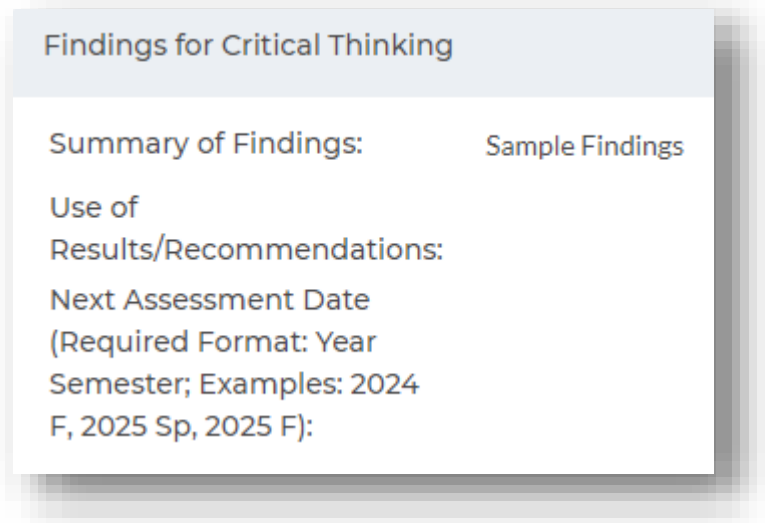 Findings for Critical Thinking
Summary of Findings: Sample Findings
Use of
Results/Recommendations:
Next Assessment Date
(Required Format: Year
Semester; Examples: 2024
F, 2025 Sp, 2025 F):